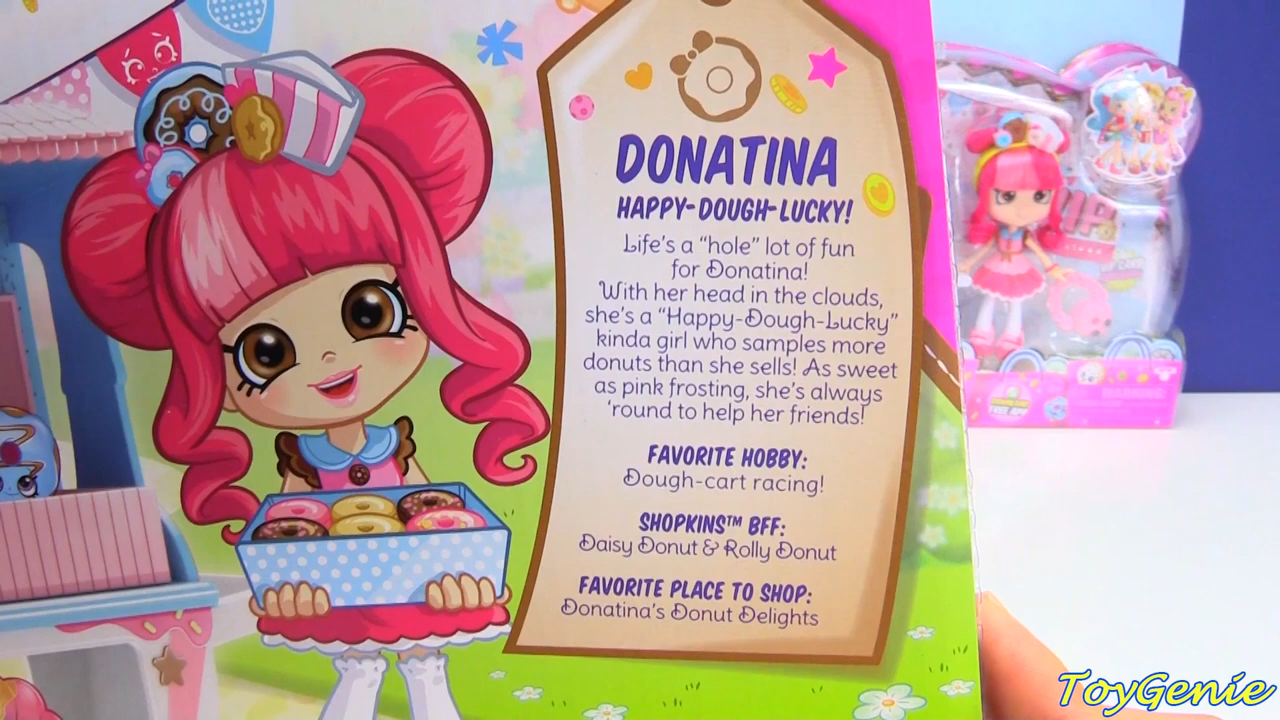 DONATINA
HAPPY-DOUGH-LUCKY!
Life's a "hole" lot of fun
for Donatina!
With her head in the clouds,
she's a "Happy-Dough-Lucky"
kinda girl who samples more
donuts than she sells! As sweet
as pink frosting, she's always
'round to help her friends!
FAVORITE HOBBY:
Dough-cart racing!
SHOPKINS™ BFF:
Daisy Donut & Rolly Donut
FAVORITE PLACE TO SHOP:
Donatina's Donut Delights
FREE APP
WARNING:
ToyGenie